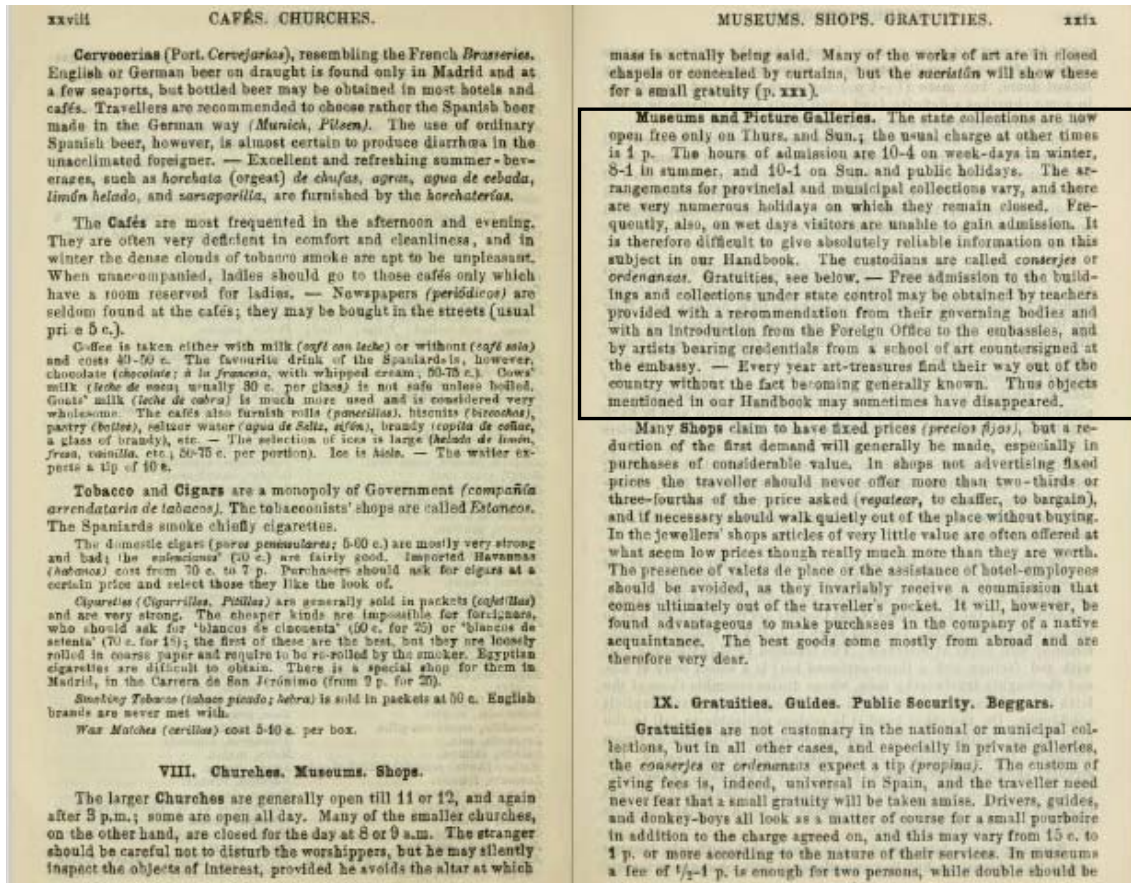 xxviii CAFÉS. CHURCHES.
Cervecerias (Port. Cervejarias), resembling the French Brasseries.
English or German beer on draught is found only in Madrid and at
a few seaports, but bottled beer may be obtained in most hotels and
cafés. Travellers are recommended to choose rather the Spanish beer
made in the German way (Munich, Pilsen). The use of ordinary
Spanish beer, however, is almost certain to produce diarrhœa in the
unacclimated foreigner. — Excellent and refreshing summer-bev-
erages, such as horchata (orgeat) de chufas, agraz, agua de cebada,
limón helado, and zarzaparilla, are furnished by the horchaterías.
The Cafés are most frequented in the afternoon and evening.
They are often very deficient in comfort and cleanliness, and in
winter the dense clouds of tobacco smoke are apt to be unpleasant.
When unaccompanied, ladies should go to those cafés only which
have a room reserved for ladies. — Newspapers (periódicos) are
seldom found at the cafés; they may be bought in the streets (usual
pri e 5 c.).
Coffee is taken either with milk (café con leche) or without (café solo)
and costs 40-50 c. The favourite drink of the Spaniards is, however,
chocolate (chocolate; á la francesa, with whipped cream, 50-75 c.). Cows'
milk (leche de vaca; usually 30 c. per glass) is not safe unless boiled.
Goats' milk (leche de cabra) is much more used and is considered very
wholesome. The cafés also furnish rolls (panecillos), biscuits (bizcochos),
pastry (bollos), seltzer water (agua de Seltz, sifón), brandy (copita de coñac,
a glass of brandy), etc. — The selection of ices is large (helado de limón,
fresa, vainilla, etc.; 50-75 c. per portion). Ice is hielo. — The waiter ex-
pects a tip of 10 c.
Tobacco and Cigars are a monopoly of Government (compañía
arrendataria de tabacos). The tobacconists' shops are called Estancos.
The Spaniards smoke chiefly cigarettes.
The domestic cigars (puros peninsulares; 5-60 c.) are mostly very strong
and bad; the (30 c.) are fairly good. Imported Havannas
(habanos) cost from 70 c. to 7 p. Purchasers should ask for cigars at a
certain price and select those they like the look of.
Cigarettes (Cigarrillos, Pitillos) are generally sold in packets (cajetillas)
and are very strong. The cheaper kinds are impossible for foreigners,
who should ask for 'blancos de cincuenta' (50 c. for 25) or 'blancos de
setenta' (70 c. for 18); the first of these are the best, but they are loosely
rolled in coarse paper and require to be re-rolled by the smoker. Egyptian
cigarettes are difficult to obtain. There is a special shop for them in
Madrid, in the Carrera de San Jerónimo (from 2 p. for 25).
Smoking Tobacco (tabaco picado; hebra) is sold in packets at 50 c. English
brands are never met with.
Wax Matches (cerillas) cost 5-10 c. per box.
VIII. Churches. Museums. Shops.
The larger Churches are generally open till 11 or 12, and again
after 3 p.m.; some are open all day. Many of the smaller churches,
on the other hand, are closed for the day at 8 or 9 a.m. The stranger
should be careful not to disturb the worshippers, but he may silently
inspect the objects of interest, provided he avoids the altar at which
MUSEUMS. SHOPS. GRATUITIES. xxix
mass is actually being said. Many of the works of art are in closed
chapels or concealed by curtains, but the sacristán will show these
for a small gratuity (p. xxx).
Museums and Picture Galleries. The state collections are now
open free only on Thurs. and Sun.; the usual charge at other times
is 1 p. The hours of admission are 10-4 on week-days in winter,
8-1 in summer, and 10-1 on Sun. and public holidays. The ar-
rangements for provincial and municipal collections vary, and there
are very numerous holidays on which they remain closed. Fre-
quently, also, on wet days visitors are unable to gain admission. It
is therefore difficult to give absolutely reliable information on this
subject in our Handbook. The custodians are called conserjes or
ordenanzas. Gratuities, see below. — Free admission to the build-
ings and collections under state control may be obtained by teachers
provided with a recommendation from their governing bodies and
with an introduction from the Foreign Office to the embassies, and
by artists bearing credentials from a school of art countersigned at
the embassy. — Every year art-treasures find their way out of the
country without the fact becoming generally known. Thus objects
mentioned in our Handbook may sometimes have disappeared.
Many Shops claim to have fixed prices (precios fijos), but a re-
duction of the first demand will generally be made, especially in
purchases of considerable value. In shops not advertising fixed
prices the traveller should never offer more than two-thirds or
three-fourths of the price asked (regatear, to chaffer, to bargain),
and if necessary should walk quietly out of the place without buying.
In the jewellers' shops articles of very little value are often offered at
what seem low prices though really much more than they are worth.
The presence of valets de place or the assistance of hotel-employees
should be avoided, as they invariably receive a commission that
comes ultimately out of the traveller's pocket. It will, however, be
found advantageous to make purchases in the company of a native
acquaintance. The best goods come mostly from abroad and are
therefore very dear.
IX. Gratuities. Guides. Public Security. Beggars.
Gratuities are not customary in the national or municipal col-
lections, but in all other cases, and especially in private galleries,
the conserjes or ordenanzas expect a tip (propina). The custom of
giving fees is, indeed, universal in Spain, and the traveller need
never fear that a small gratuity will be taken amiss. Drivers, guides,
and donkey-boys all look as a matter of course for a small pourboire
in addition to the charge agreed on, and this may vary from 15 c. to
1 p. or more according to the nature of their services. In museums
a fee of 1/2-1 p. is enough for two persons, while double should be